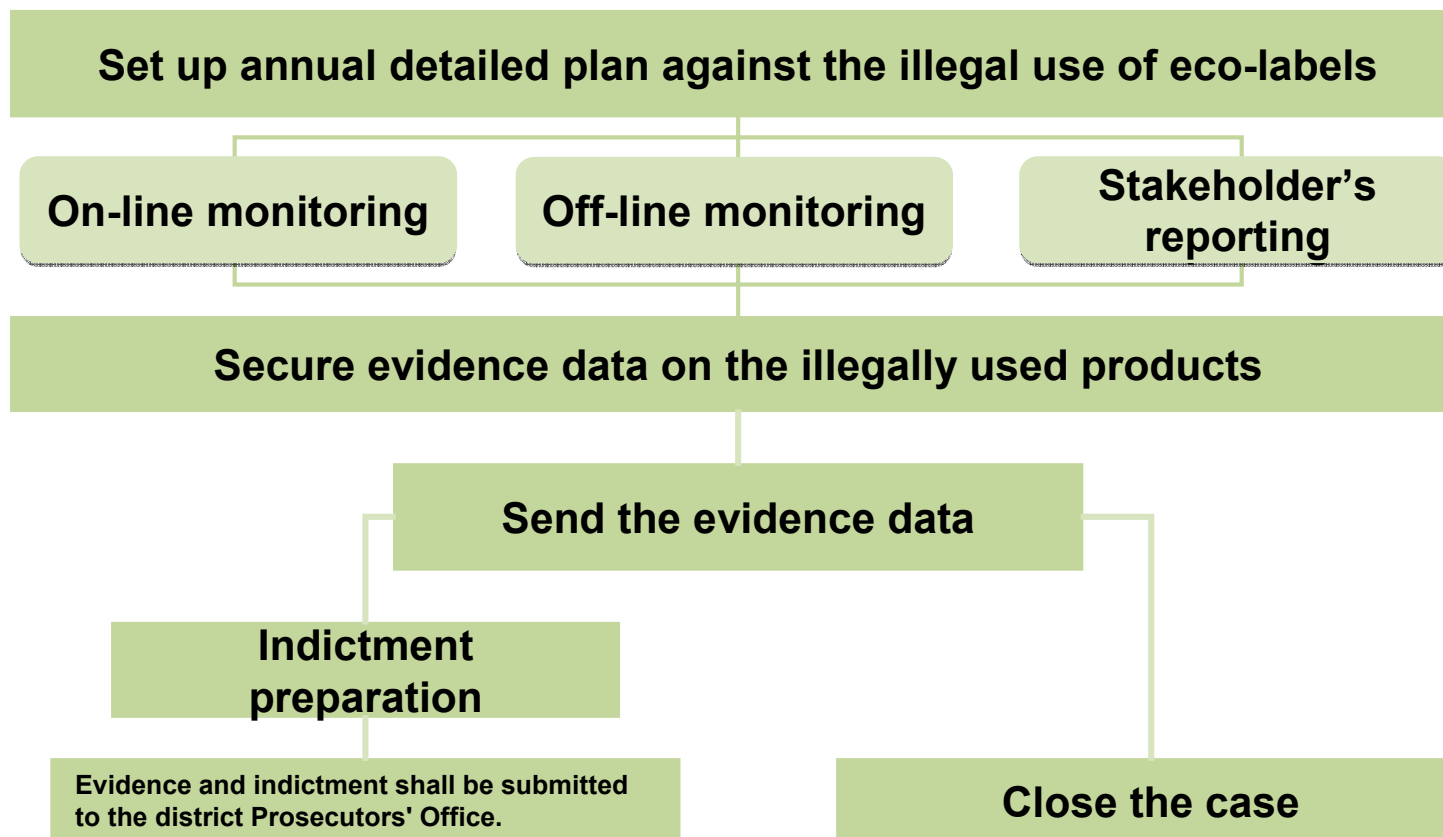 Set up annual detailed plan against the illegal use of eco-labels
On-line monitoring
Off-line monitoring
Stakeholder’s
reporting
Secure evidence data on the illegally used products
Send the evidence data
Indictment
preparation
Evidence and indictment shall be submitted
to the district Prosecutors' Office.
Close the case